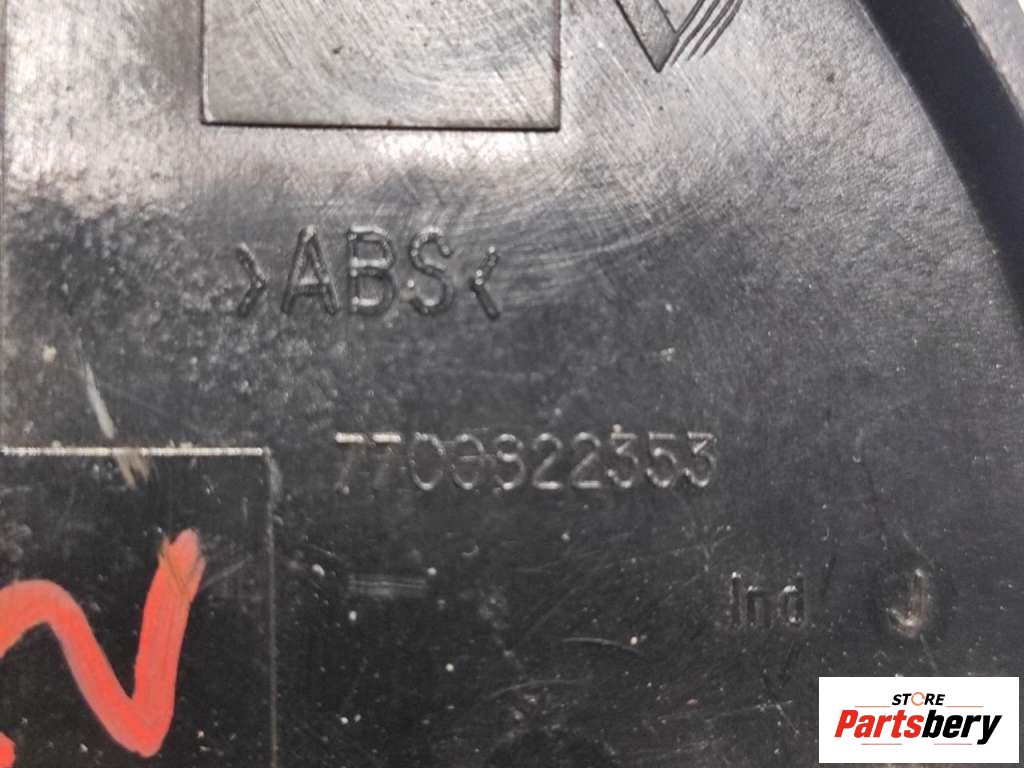 >ABS<
7700822353
Ind J
STORE
Partsbery